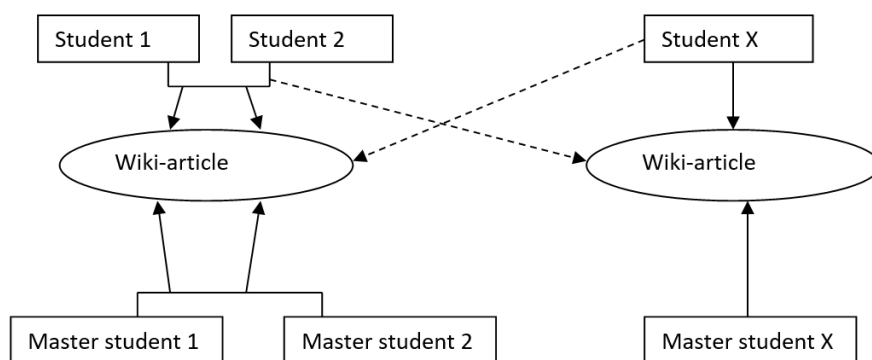 Student 1
Student 2
Student X
Wiki-article
Wiki-article
Master student 1
Master student 2
Master student X